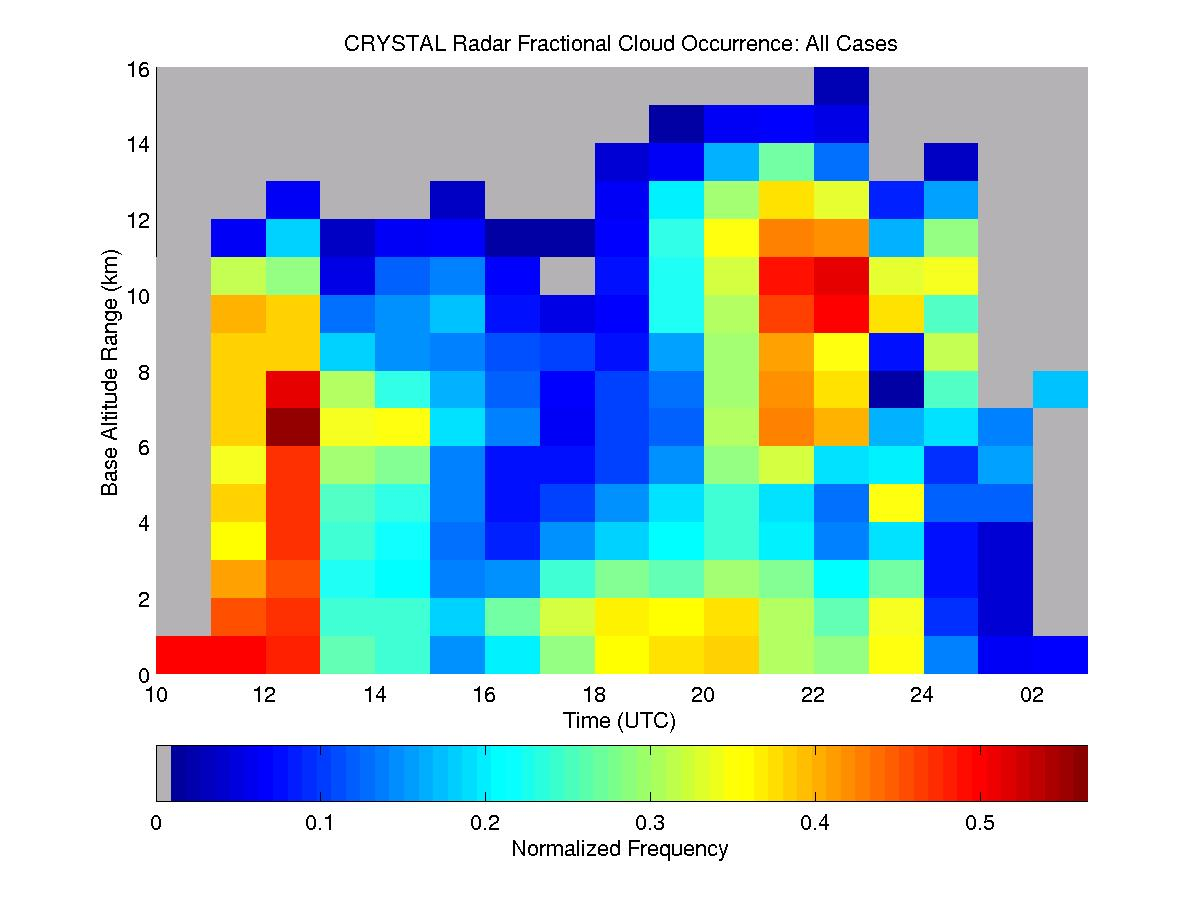 CRYSTAL Radar Fractional Cloud Occurrence: All Cases
16
14
12
10
8
6
4
2
0
Base Altitude Range (km)
10 12 14 16 18 20 22 24 02
Time (UTC)
0 0.1 0.2 0.3 0.4 0.5
Normalized Frequency